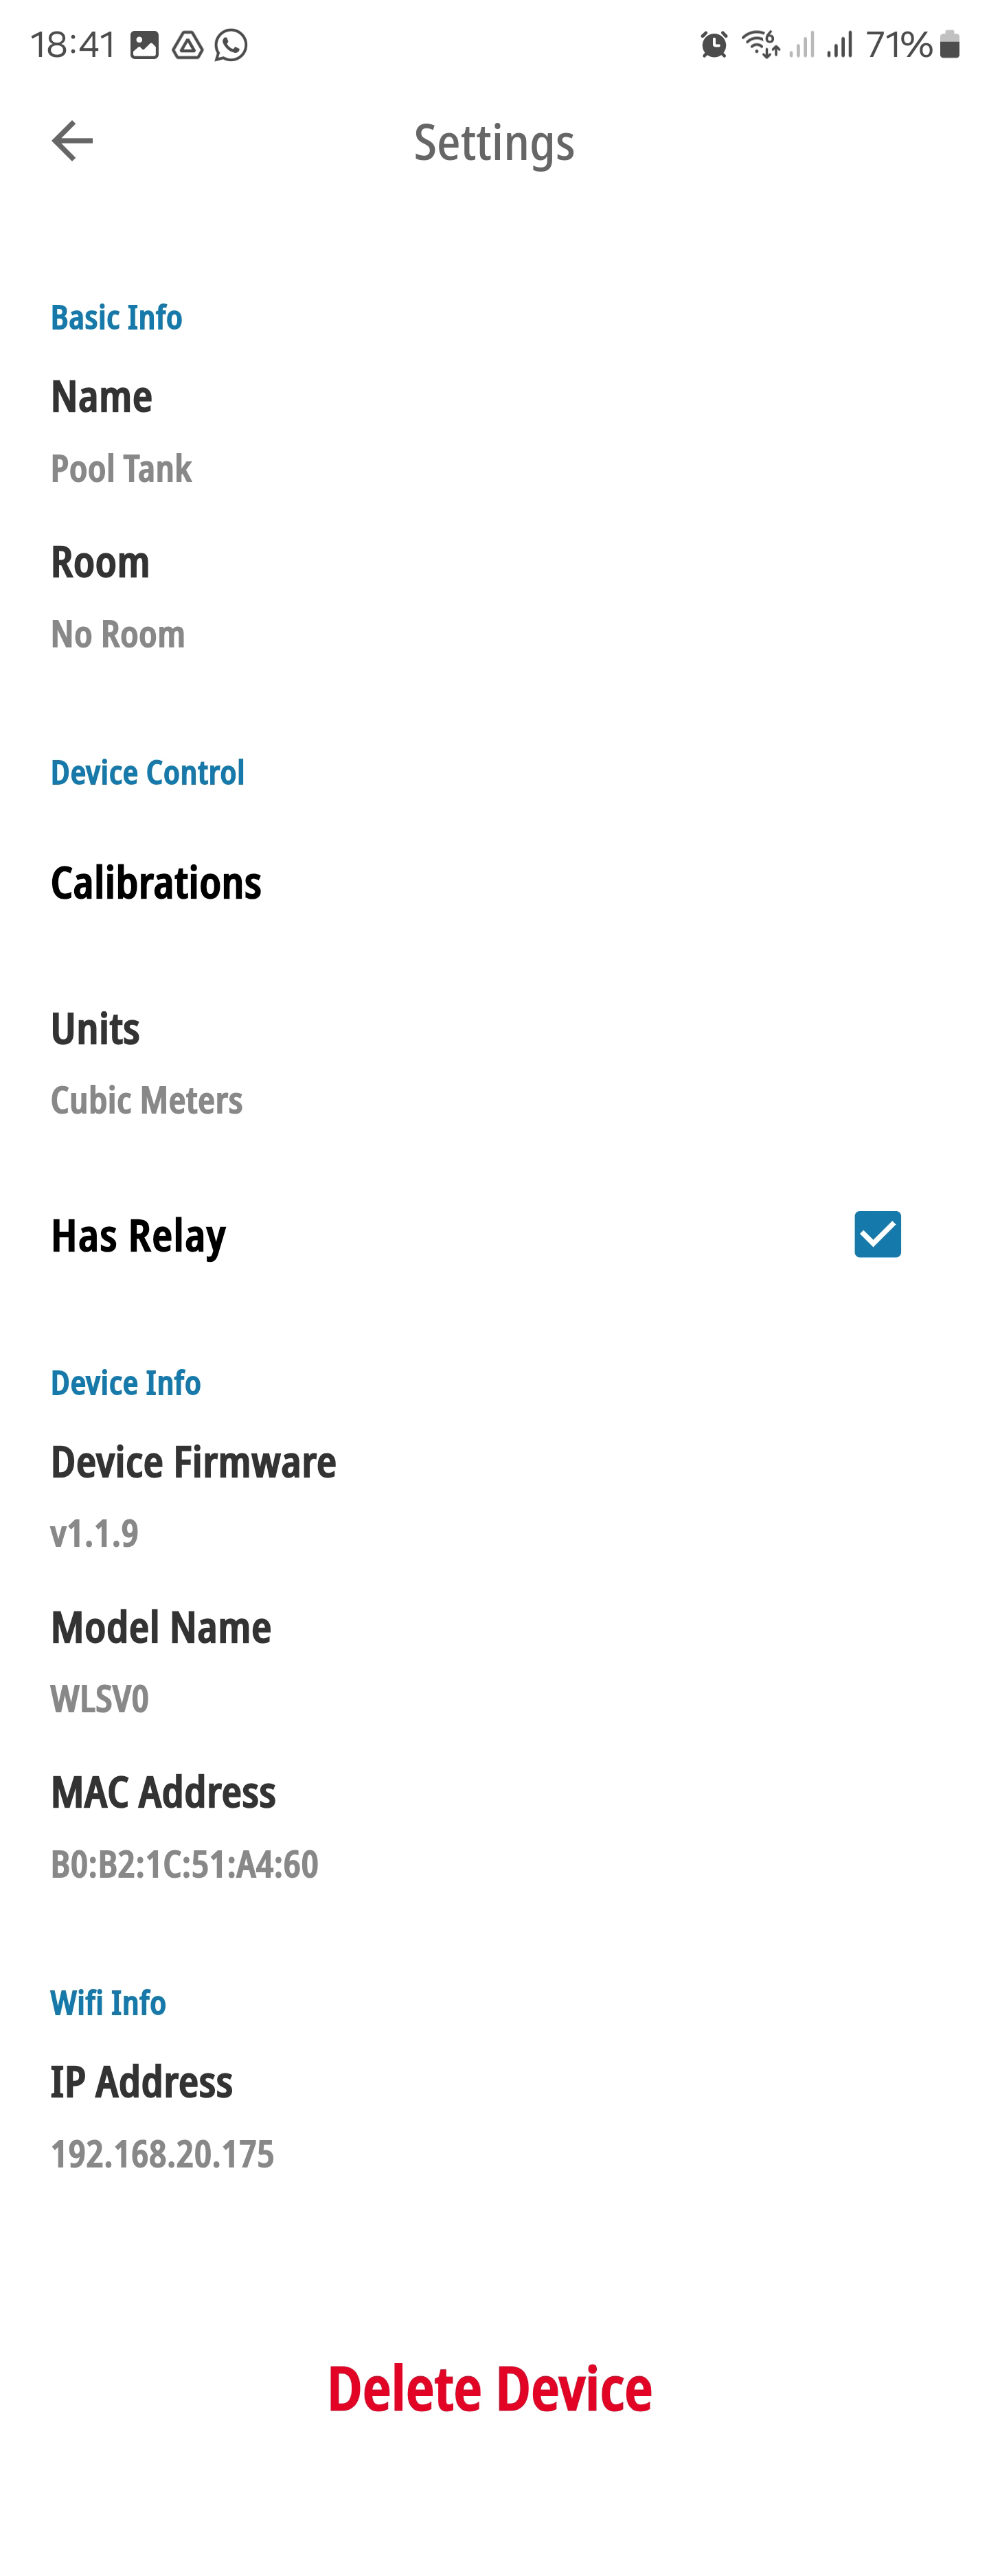 18:41
71%
Settings
Basic Info
Name
Pool Tank
Room
No Room
Device Control
Calibrations
Units
Cubic Meters
Has Relay
Device Info
Device Firmware
v1.1.9
Model Name
WLSV0
MAC Address
B0:B2:1C:51:A4:60
Wifi Info
IP Address
192.168.20.175
Delete Device